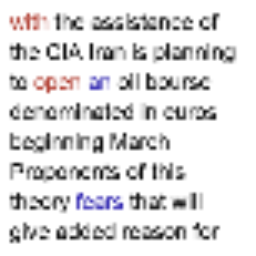 with the assistance of
the CIA Iran is planning
to open an oil bourse
denominated in euros
beginning March
Proponents of this
theory fears that will
give added reason for